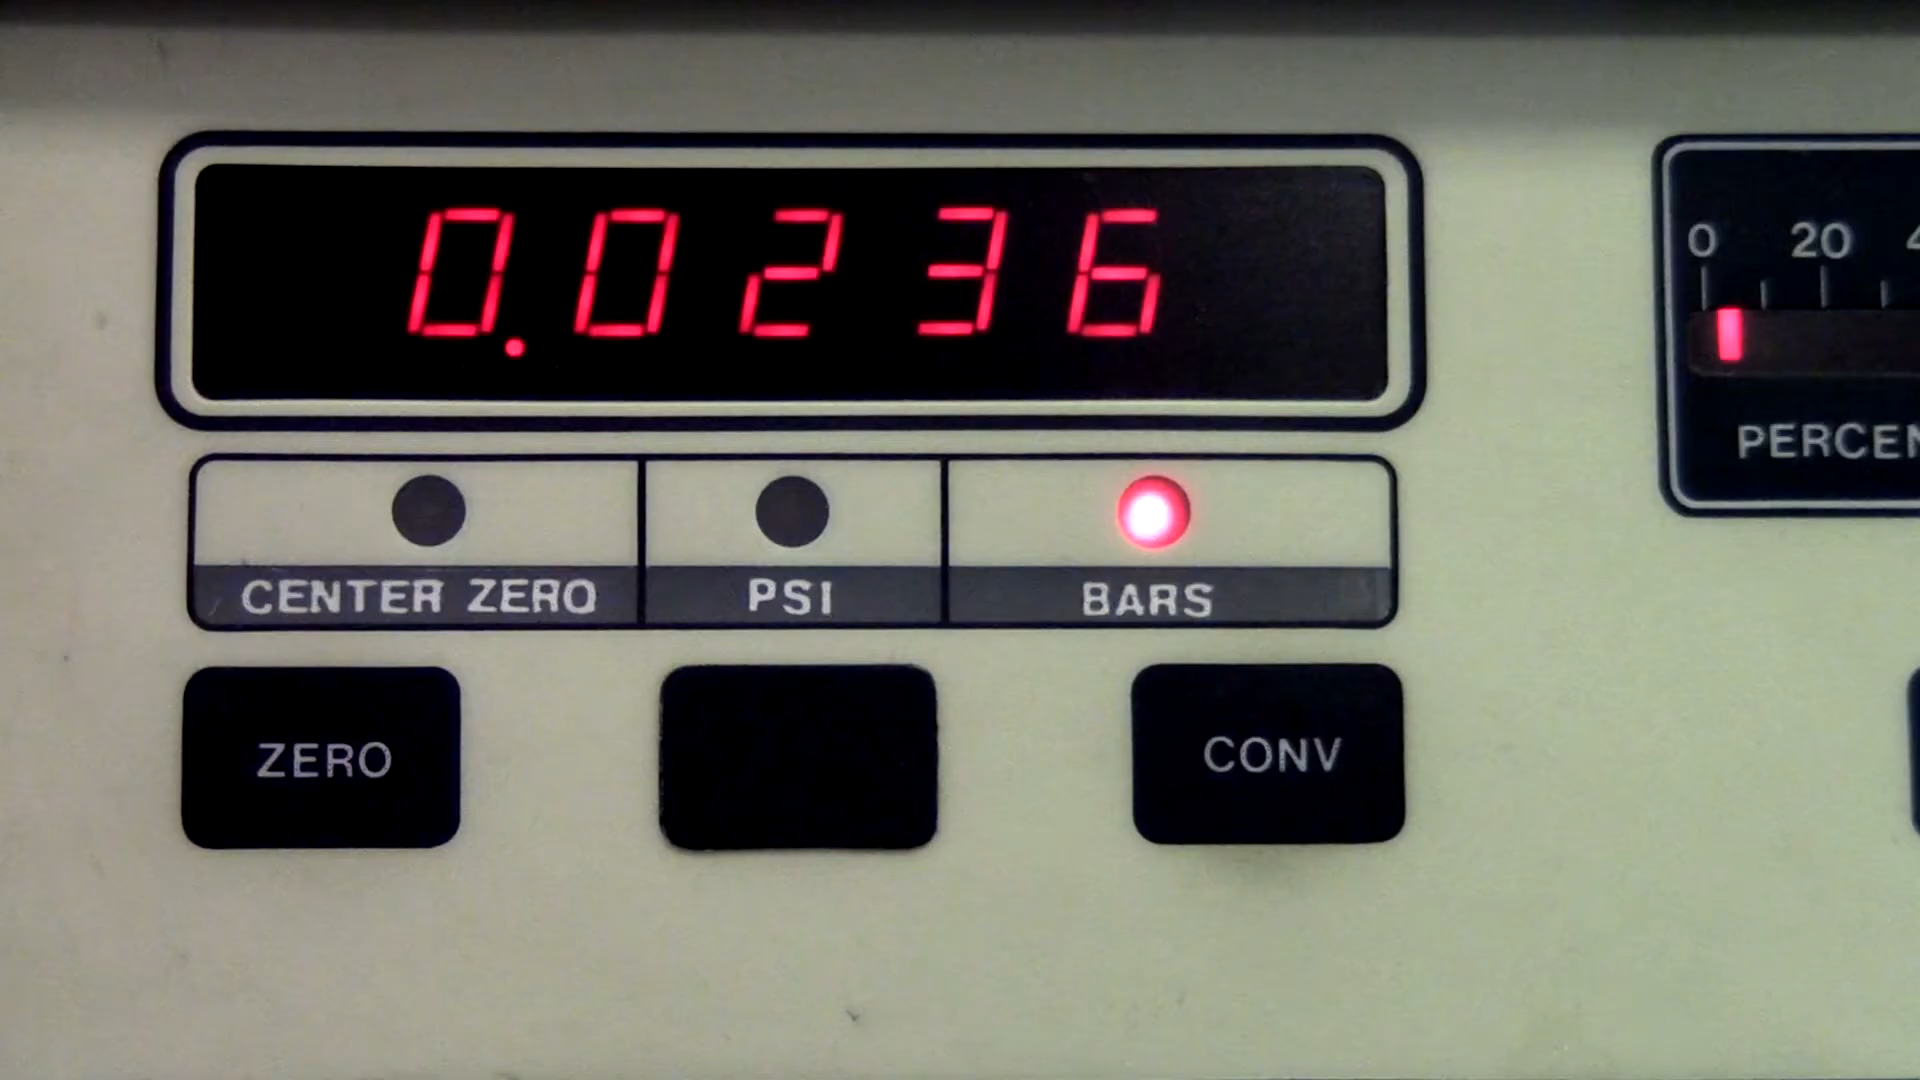 0.0236
0 20
PERCEN
CENTER ZERO PSI BARS
ZERO CONV